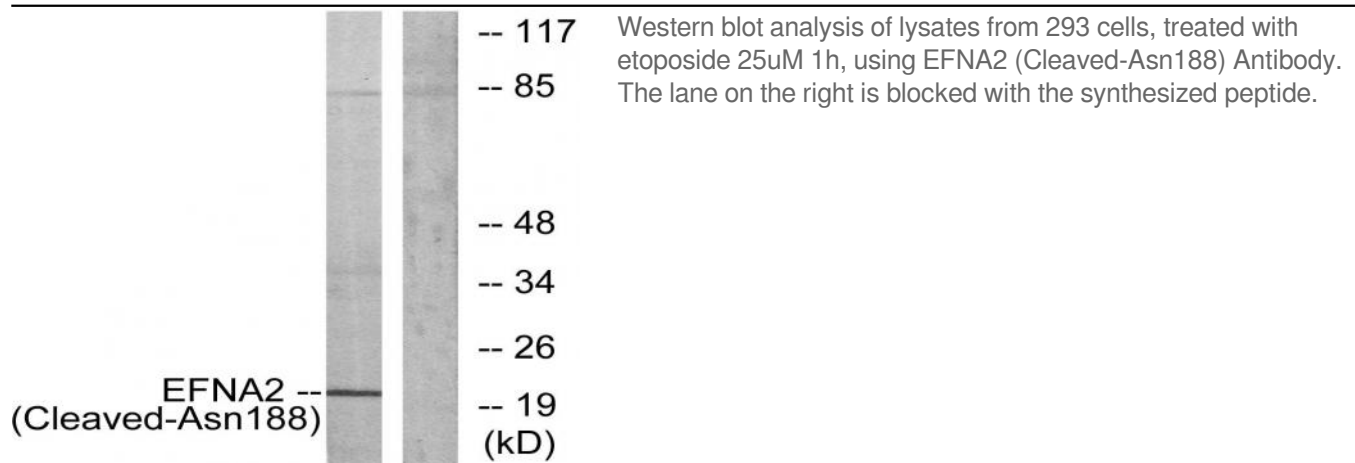 -- 117
-- 85
-- 48
-- 34
-- 26
-- 19
(kD)
EFNA2 --
(Cleaved-Asn188)
Western blot analysis of lysates from 293 cells, treated with
etoposide 25uM 1h, using EFNA2 (Cleaved-Asn188) Antibody.
The lane on the right is blocked with the synthesized peptide.